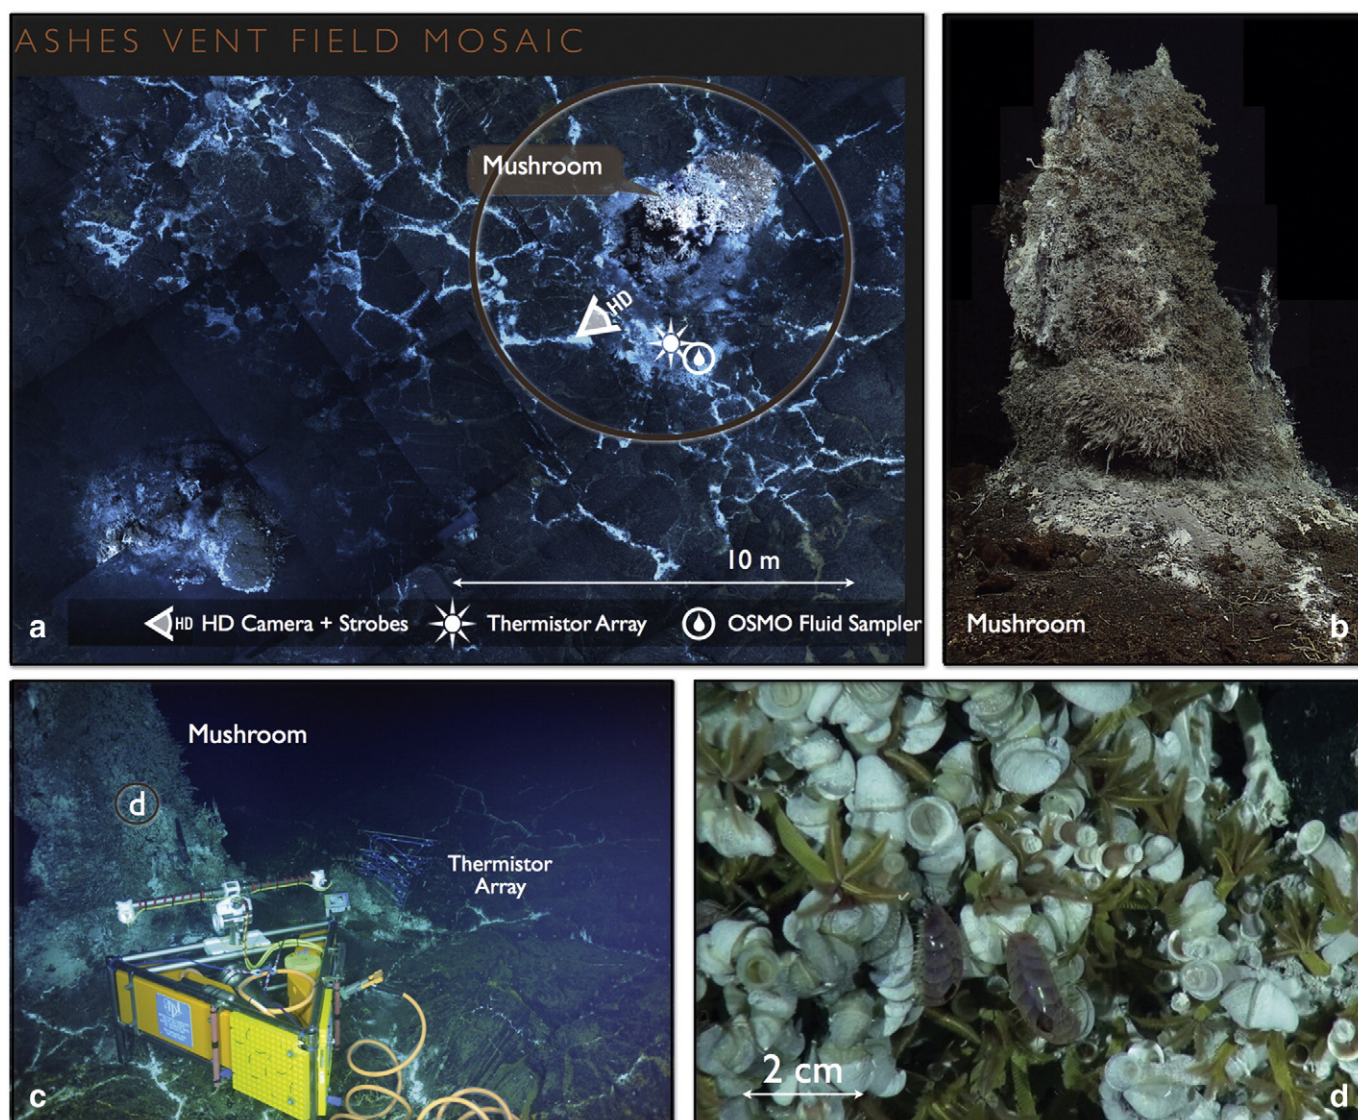 ASHES VENT FIELD MOSAIC
Mushroom
HD
10 m
HD HD Camera + Strobes
Thermistor Array
OSMO Fluid Sampler
a
Mushroom
b
Mushroom
d
Thermistor
Array
c
2 cm
d